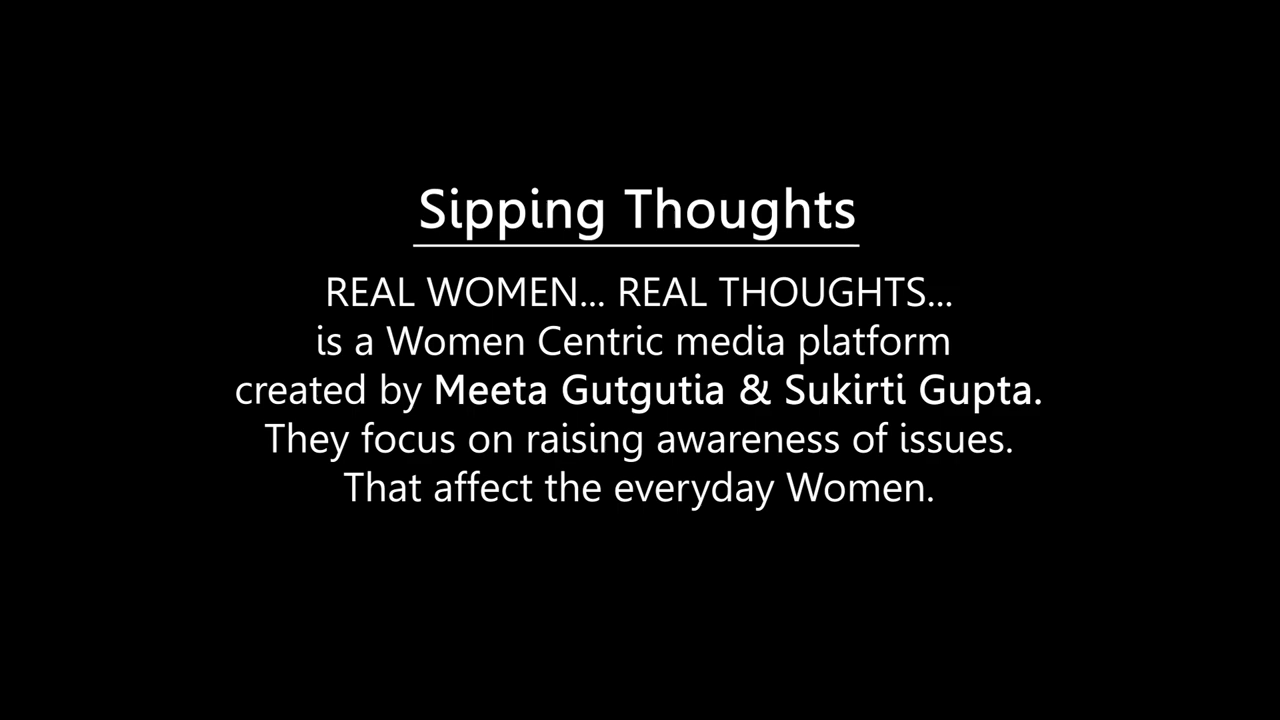 Sipping Thoughts
REAL WOMEN... REAL THOUGHTS...
is a Women Centric media platform
created by Meeta Gutgutia & Sukirti Gupta.
They focus on raising awareness of issues.
That affect the everyday Women.